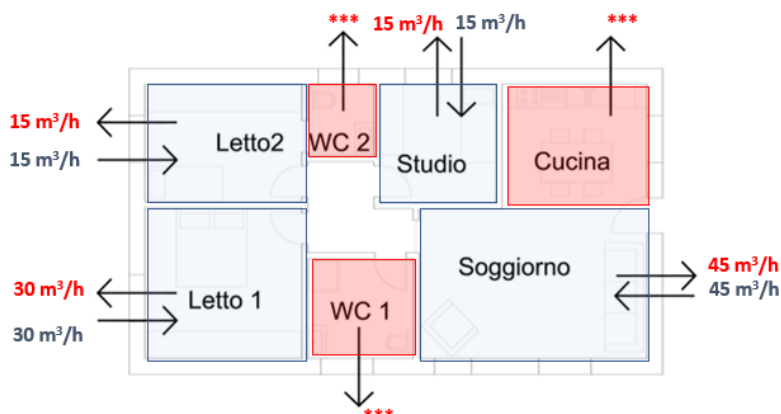 *** 15 m³/h 15 m³/h ***
15 m³/h
15 m³/h
Letto2
WC 2
Studio
Cucina
Letto 1
WC 1
Soggiorno
30 m³/h
30 m³/h
45 m³/h
45 m³/h
***